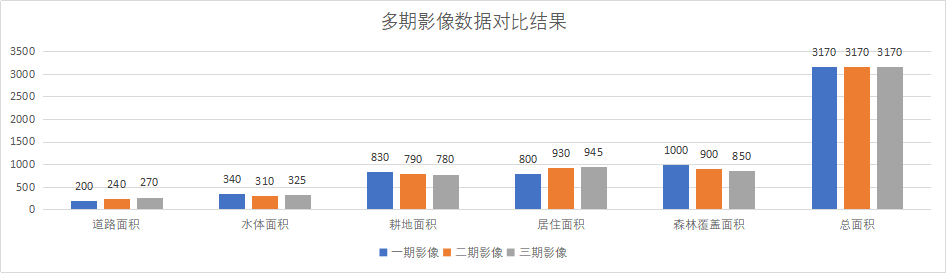 多期影像数据对比结果
3500
3000
2500
2000
1500
1000
500
0
200 240 270
340 310 325
830 790 780
800 930 945
1000 900 850
3170 3170 3170
道路面积 水体面积 耕地面积 居住面积 森林覆盖面积 总面积
一期影像 二期影像 三期影像